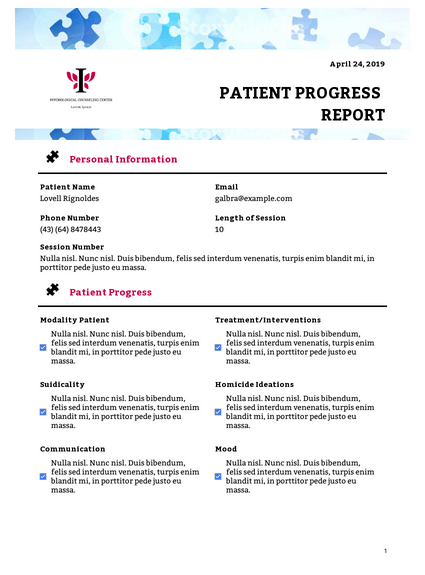 April 24, 2019
PSYCHOLOGICAL COUNSELING CENTER
PATIENT PROGRESS
REPORT
Personal Information
Patient Name
Lovell Rignoldes
Email
galbra@example.com
Phone Number
(43) (64) 8478443
Length of Session
10
Session Number
Nulla nisl. Nunc nisl. Duis bibendum, felis sed interdum venenatis, turpis enim blandit mi, in
porttitor pede justo eu massa.
Patient Progress
Modality Patient
Nulla nisl. Nunc nisl. Duis bibendum,
felis sed interdum venenatis, turpis enim
blandit mi, in porttitor pede justo eu
massa.
Treatment/Interventions
Nulla nisl. Nunc nisl. Duis bibendum,
felis sed interdum venenatis, turpis enim
blandit mi, in porttitor pede justo eu
massa.
Suidicality
Nulla nisl. Nunc nisl. Duis bibendum,
felis sed interdum venenatis, turpis enim
blandit mi, in porttitor pede justo eu
massa.
Homicide Ideations
Nulla nisl. Nunc nisl. Duis bibendum,
felis sed interdum venenatis, turpis enim
blandit mi, in porttitor pede justo eu
massa.
Communication
Nulla nisl. Nunc nisl. Duis bibendum,
felis sed interdum venenatis, turpis enim
blandit mi, in porttitor pede justo eu
massa.
Mood
Nulla nisl. Nunc nisl. Duis bibendum,
felis sed interdum venenatis, turpis enim
blandit mi, in porttitor pede justo eu
massa.
1